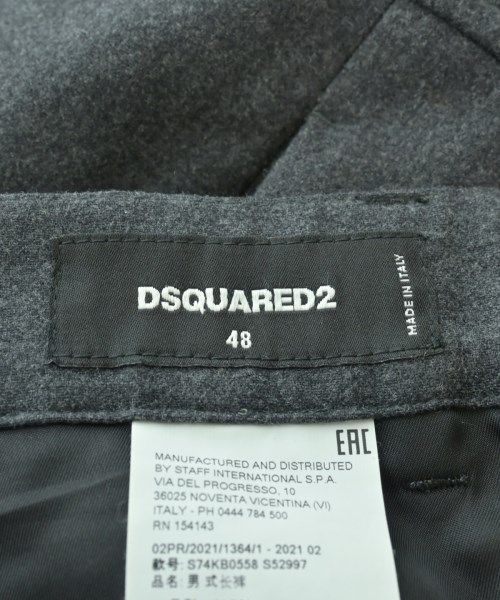 DSQUARED2
48
MADE IN ITALY
EAC
MANUFACTURED AND DISTRIBUTED
BY STAFF INTERNATIONAL S.P.A.
VIA DEL PROGRESSO, 10
36025 NOVENTA VICENTINA (VI)
ITALY - PH 0444 784 500
RN 154143
02PR/2021/1364/1 - 2021 02
款号: S74KB0558 S52997
品名: 男 式长裤